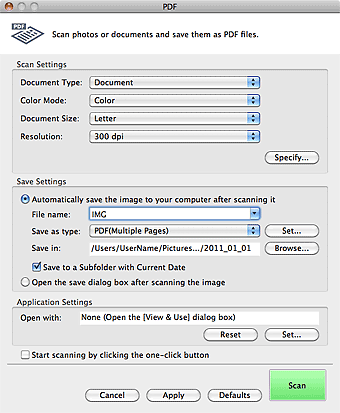 PDF
PDF
Scan photos or documents and save them as PDF files.
Scan Settings
Document Type: Document
Color Mode: Color
Document Size: Letter
Resolution: 300 dpi
Specify...
Save Settings
Automatically save the image to your computer after scanning it
File name: IMG
Save as type: PDF(Multiple Pages) Set...
Save in: /Users/UserName/Pictures.../2011_01_01 Browse...
Save to a Subfolder with Current Date
Open the save dialog box after scanning the image
Application Settings
Open with: None (Open the [View & Use] dialog box)
Reset Set...
Start scanning by clicking the one-click button
Cancel Apply Defaults Scan